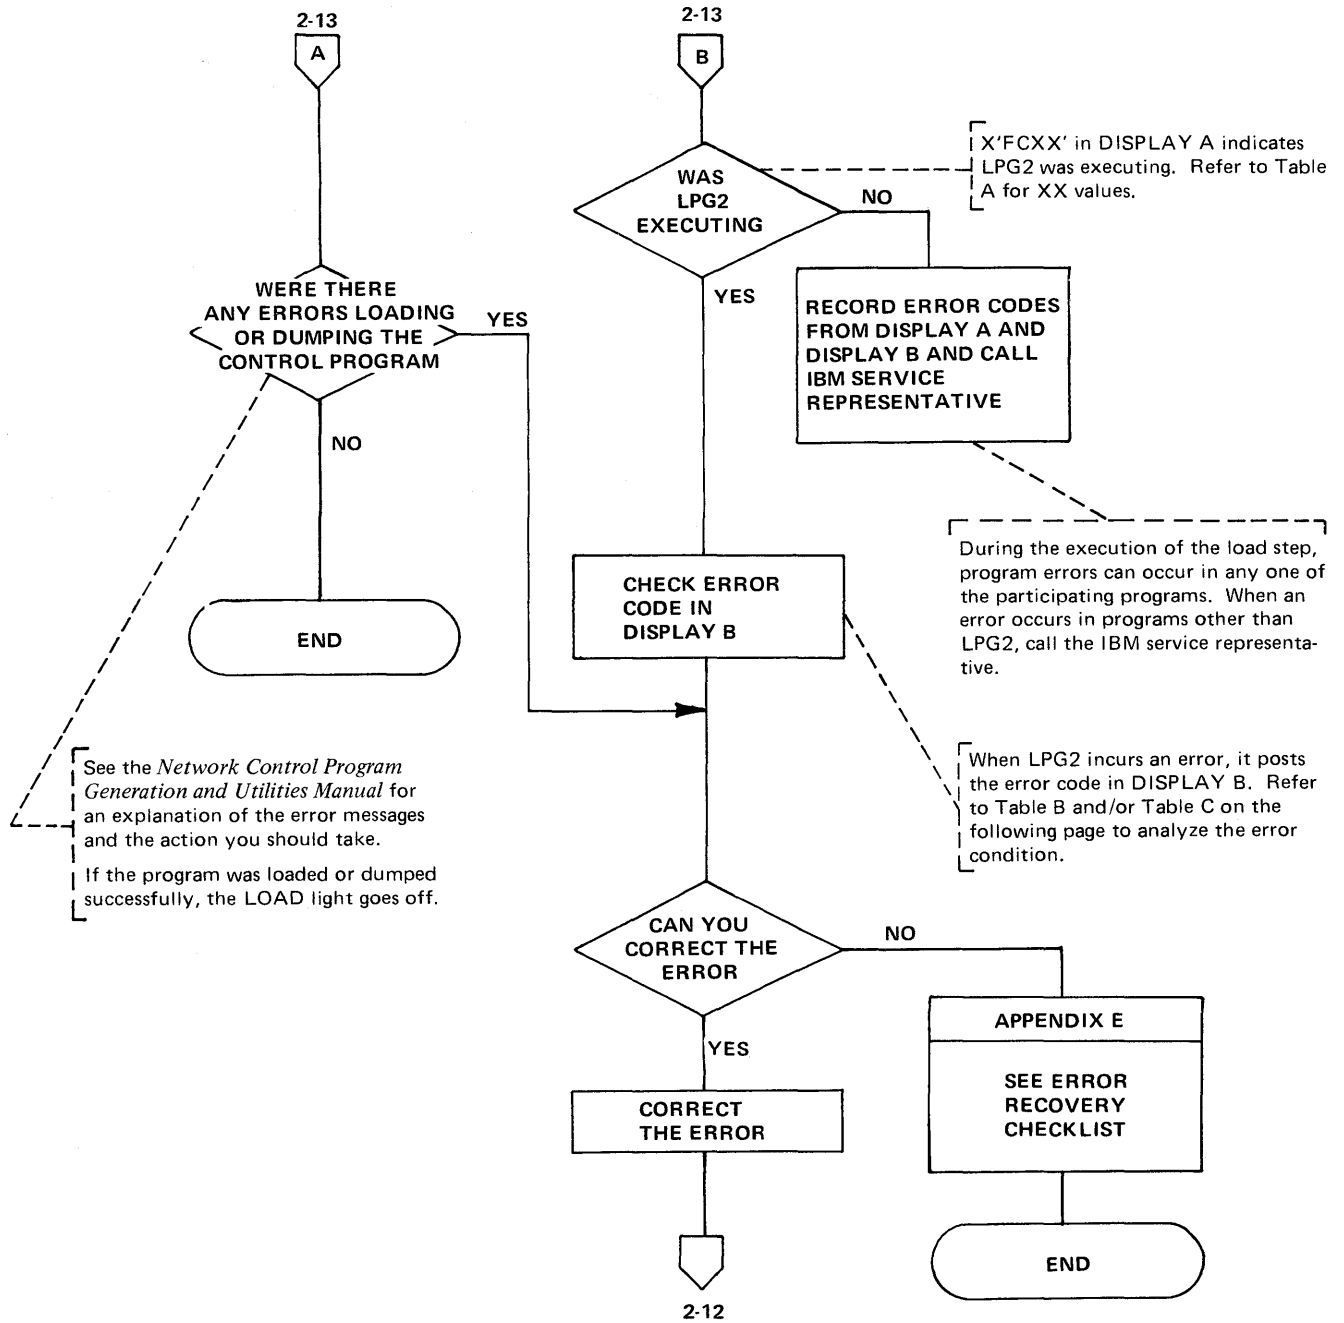 2-13
A
2-13
B
X'FCXX' in DISPLAY A indicates
LPG2 was executing. Refer to Table
A for XX values.
WAS
LPG2
EXECUTING
NO
YES
WERE THERE
ANY ERRORS LOADING
OR DUMPING THE
CONTROL PROGRAM
YES
NO
RECORD ERROR CODES
FROM DISPLAY A AND
DISPLAY B AND CALL
IBM SERVICE
REPRESENTATIVE
During the execution of the load step,
program errors can occur in any one of
the participating programs. When an
error occurs in programs other than
LPG2, call the IBM service representa-
tive.
CHECK ERROR
CODE IN
DISPLAY B
END
See the Network Control Program
Generation and Utilities Manual for
an explanation of the error messages
and the action you should take.
If the program was loaded or dumped
successfully, the LOAD light goes off.
When LPG2 incurs an error, it posts
the error code in DISPLAY B. Refer
to Table B and/or Table C on the
following page to analyze the error
condition.
CAN YOU
CORRECT THE
ERROR
NO
YES
APPENDIX E
SEE ERROR
RECOVERY
CHECKLIST
CORRECT
THE ERROR
END
2-12